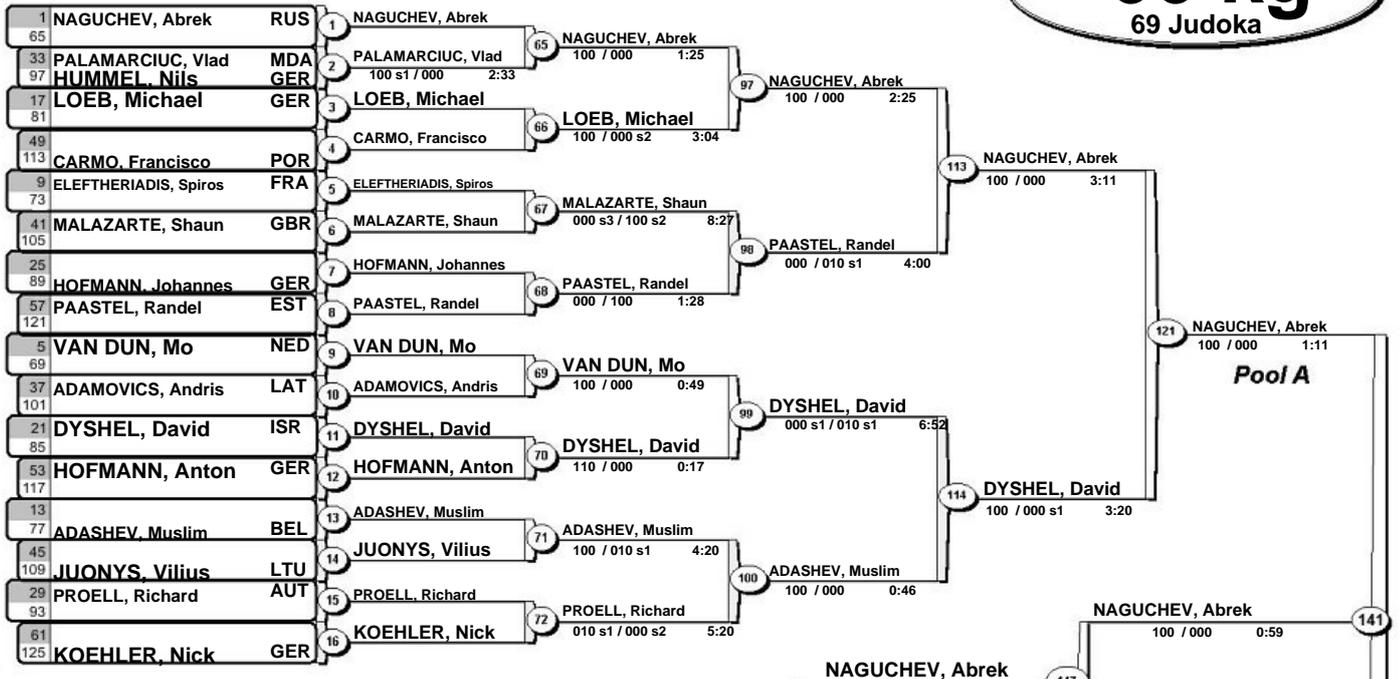 69 Judoka
1 NAGUCHEV, Abrek RUS
65
33 PALAMARCIUC, Vlad MDA
97 HUMMEL, Nils GER
17 LOEB, Michael GER
81
49
113 CARMO, Francisco POR
9 ELEFTHERIADIS, Spiros FRA
73
41 MALAZARTE, Shaun GBR
105
25
89 HOFMANN, Johannes GER
57 PAASTEL, Randel EST
121
5 VAN DUN, Mo NED
69
37 ADAMOVICS, Andris LAT
101
21 DYSHEL, David ISR
85
53 HOFMANN, Anton GER
117
13
77 ADASHEV, Muslim BEL
45
109 JUONYS, Vilius LTU
29 PROELL, Richard AUT
93
61
125 KOEHLER, Nick GER
1 NAGUCHEV, Abrek
2 PALAMARCIUC, Vlad
100 s1 / 000 2:33
3 LOEB, Michael
4 CARMO, Francisco
5 ELEFTHERIADIS, Spiros
6 MALAZARTE, Shaun
7 HOFMANN, Johannes
8 PAASTEL, Randel
9 VAN DUN, Mo
10 ADAMOVICS, Andris
11 DYSHEL, David
12 HOFMANN, Anton
13 ADASHEV, Muslim
14 JUONYS, Vilius
15 PROELL, Richard
16 KOEHLER, Nick
65 NAGUCHEV, Abrek
100 / 000 1:25
66 LOEB, Michael
100 / 000 s2 3:04
67 MALAZARTE, Shaun
000 s3 / 100 s2 8:27
68 PAASTEL, Randel
000 / 100 1:28
69 VAN DUN, Mo
100 / 000 0:49
70 DYSHEL, David
110 / 000 0:17
71 ADASHEV, Muslim
100 / 010 s1 4:20
72 PROELL, Richard
010 s1 / 000 s2 5:20
97 NAGUCHEV, Abrek
100 / 000 2:25
98 PAASTEL, Randel
000 / 010 s1 4:00
99 DYSHEL, David
000 s1 / 010 s1 6:52
100 ADASHEV, Muslim
100 / 000 0:46
113 NAGUCHEV, Abrek
100 / 000 3:11
114 DYSHEL, David
100 / 000 s1 3:20
121 NAGUCHEV, Abrek
100 / 000 1:11
Pool A
NAGUCHEV, Abrek
100 / 000 0:59
141
NAGUCHEV, Abrek